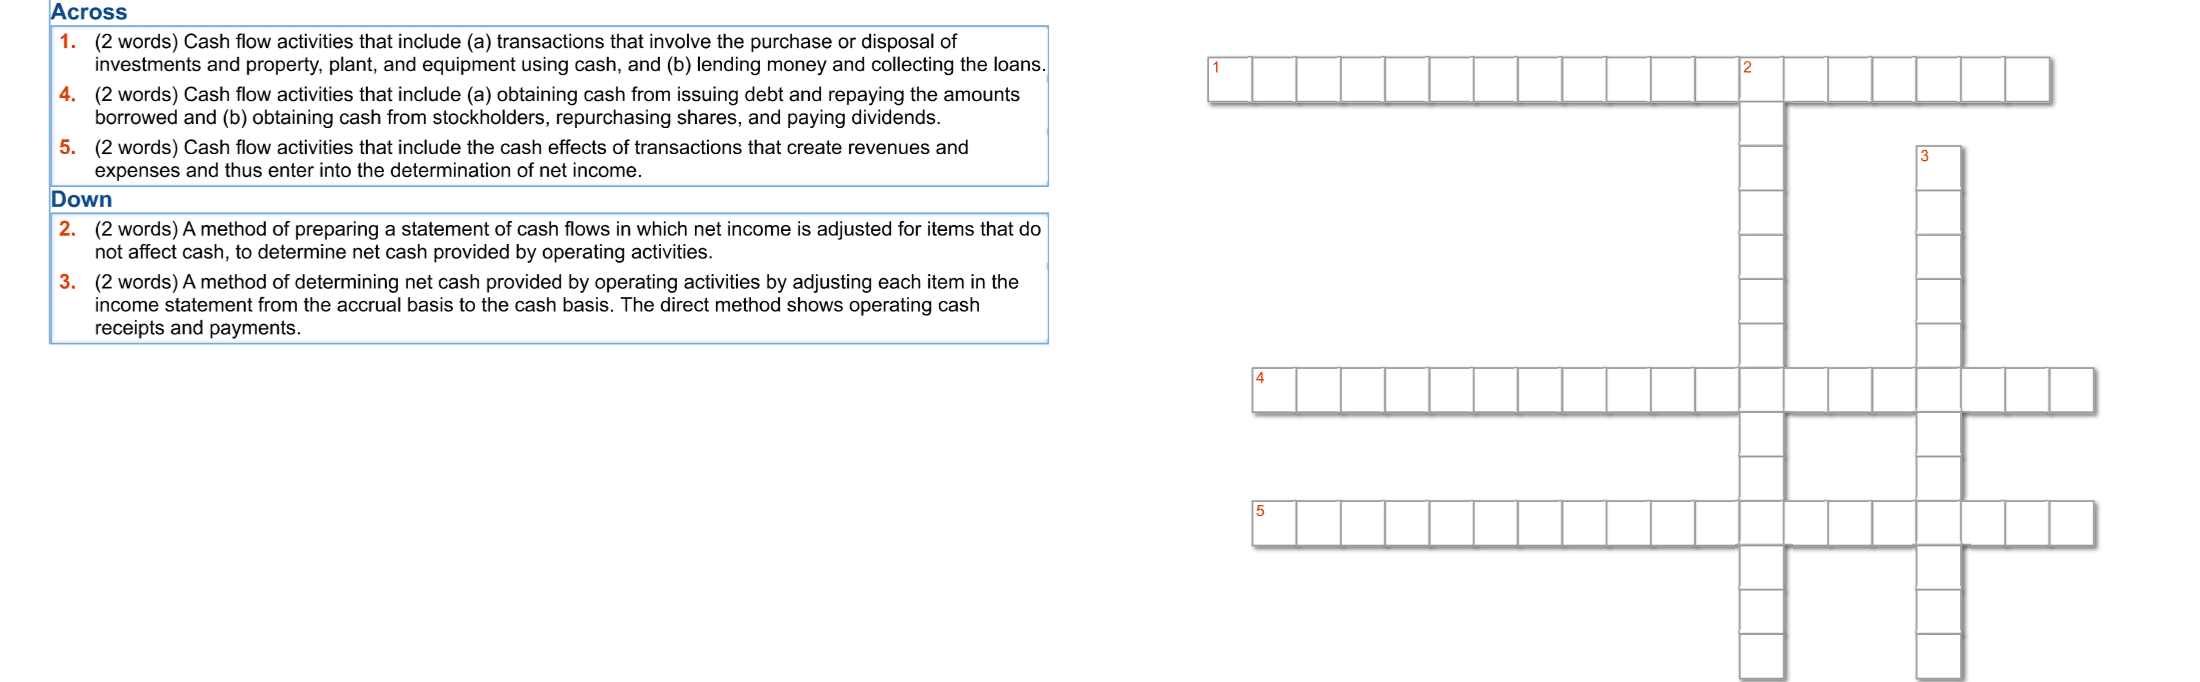 Across
1. (2 words) Cash flow activities that include (a) transactions that involve the purchase or disposal of
investments and property, plant, and equipment using cash, and (b) lending money and collecting the loans.
4. (2 words) Cash flow activities that include (a) obtaining cash from issuing debt and repaying the amounts
borrowed and (b) obtaining cash from stockholders, repurchasing shares, and paying dividends.
5. (2 words) Cash flow activities that include the cash effects of transactions that create revenues and
expenses and thus enter into the determination of net income.
Down
2. (2 words) A method of preparing a statement of cash flows in which net income is adjusted for items that do
not affect cash, to determine net cash provided by operating activities.
3. (2 words) A method of determining net cash provided by operating activities by adjusting each item in the
income statement from the accrual basis to the cash basis. The direct method shows operating cash
receipts and payments.
1 2
3
4
5